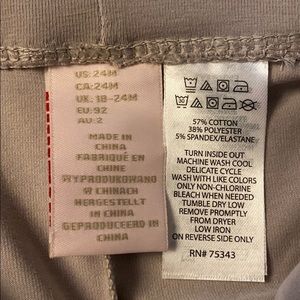 US:24M
CA:24M
UK:18-24M
EU:92
AU:2
MADE IN
CHINA
FABRIQUÉ EN
CHINE
WYPRODUKOWANO
W CHINACH
HERGESTELLT
IN CHINA
GEPRODUCEERD
IN CHINA
57% COTTON
38% POLYESTER
5% SPANDEX/ELASTANE
TURN INSIDE OUT
MACHINE WASH COOL
DELICATE CYCLE
WASH WITH LIKE COLORS
ONLY NON-CHLORINE
BLEACH WHEN NEEDED
TUMBLE DRY LOW
REMOVE PROMPTLY
FROM DRYER
LOW IRON
ON REVERSE SIDE ONLY
RN# 75343